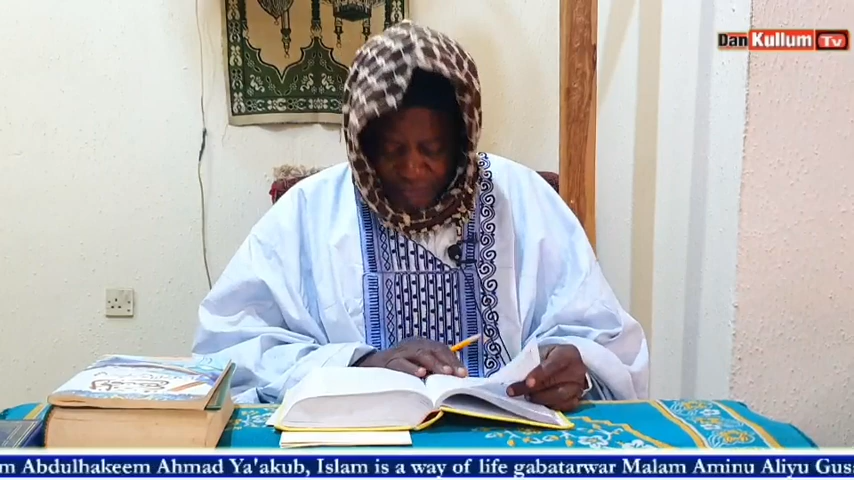 Dan Kullum Tv
m Abdulhakeem Ahmad Ya'akub, Islam is a way of life gabatarwar Malam Aminu Aliyu Gus